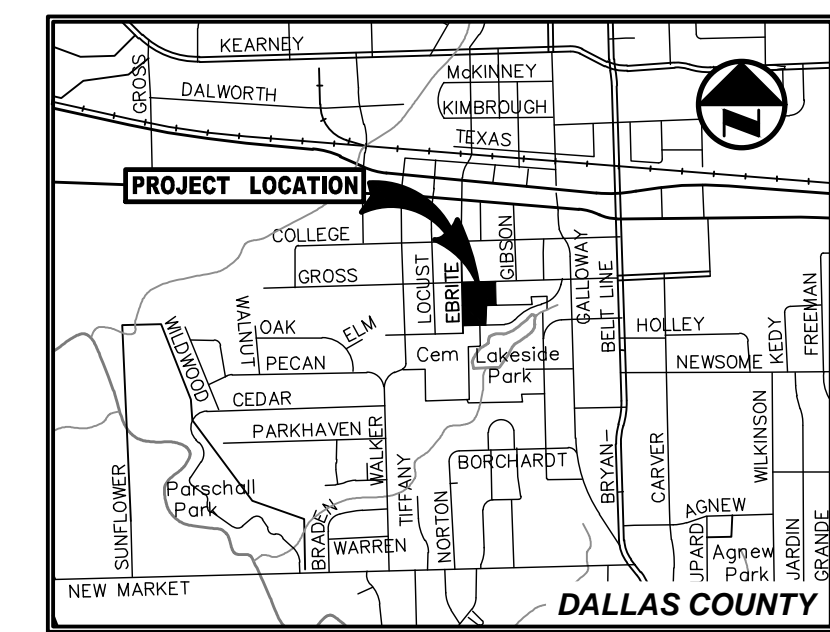 KEARNEY
GROSS
DALWORTH
McKINNEY
KIMBROUGH
TEXAS
N
PROJECT LOCATION
COLLEGE
GROSS
LOCUST
EBRITE
GIBSON
GALLOWAY
BELT LINE
WALNUT
WILDWOOD
OAK
ELM
PECAN
Cem
Lakeside
Park
HOLLEY
NEWSOME
KEDY
FREEMAN
CEDAR
PARKHAVEN
WALKER
TIFFANY
NORTON
BORCHARDT
BRYAN-
CARVER
WILKINSON
SUNFLOWER
Parschall
Park
BRADEN
WARREN
AGNEW
UPARD
Agnew
Park
JARDIN
GRANDE
NEW MARKET
DALLAS COUNTY